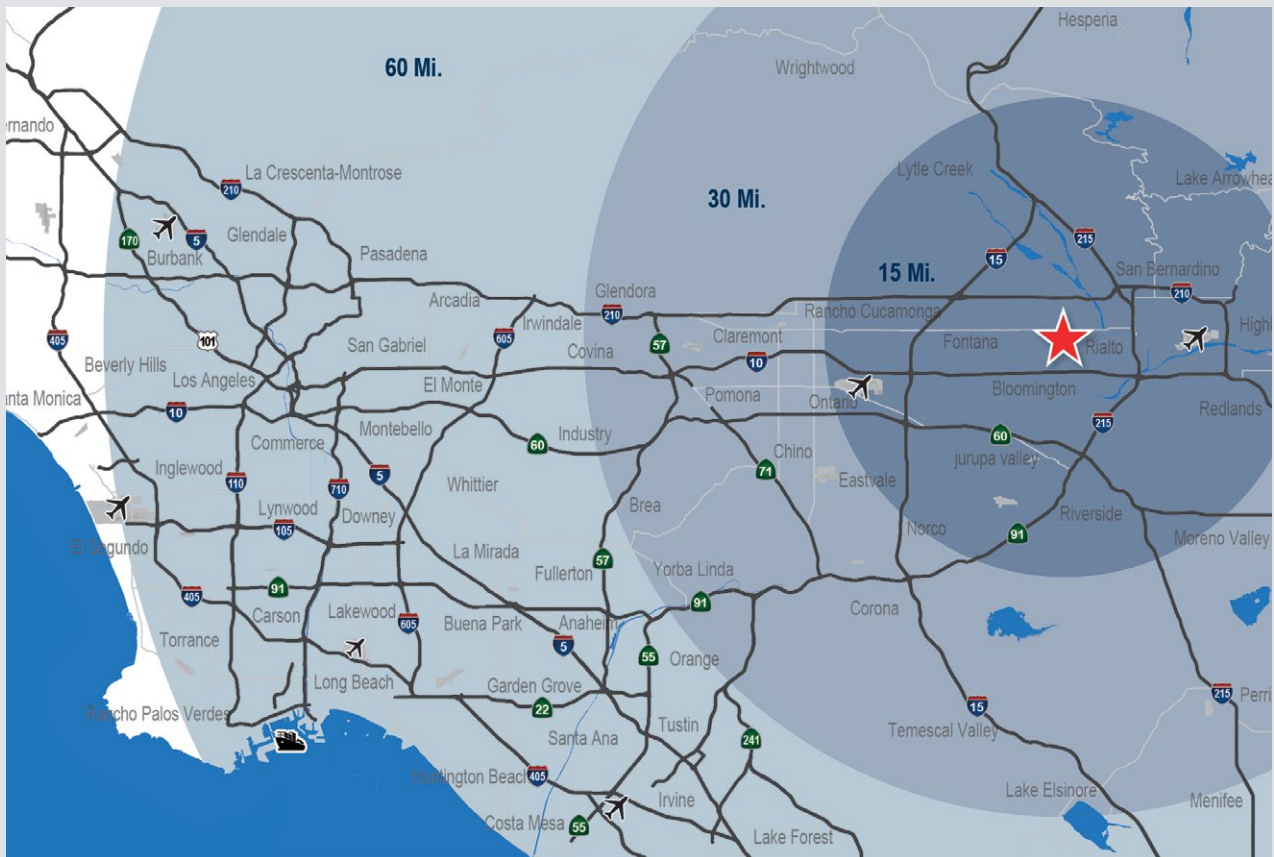 Hesperia
60 Mi.
Wrightwood
ernando
La Crescenta-Montrose
210
Lytle Creek
Lake Arrowhea
30 Mi.
170
5
Glendale
Burbank
Pasadena
215
15
San Bernardino
15 Mi.
210
Arcadia
Glendora
210
Rancho Cucamonga
Irwindale
405
101
605
57
Covina
Claremont
10
Fontana
Rialto
Highl
San Gabriel
Beverly Hills
Los Angeles
El Monte
Pomona
Ontario
Bloomington
Redlands
anta Monica
10
Commerce
Montebello
60
Industry
215
60
Inglewood
110
710
5
Whittier
Chino
71
jurupa valley
Eastvale
Lynwood
105
Downey
Brea
Norco
91
Riverside
El Segundo
La Mirada
Fullerton
57
Yorba Linda
Moreno Valley
405
91
Carson
Lakewood
605
Buena Park
Anaheim
91
Corona
Torrance
5
55
Orange
Long Beach
Garden Grove
22
215
Perri
Rancho Palos Verdes
Santa Ana
Tustin
241
15
Temescal Valley
Huntington Beach
405
Irvine
Lake Elsinore
Menifee
Costa Mesa
55
Lake Forest